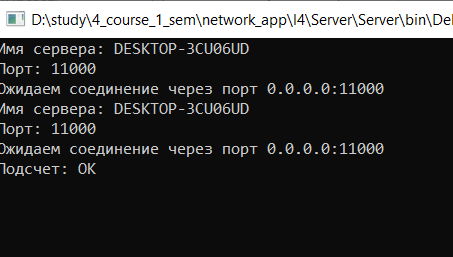 D:\study\4_course_1_sem\network_app\l4\Server\Server\bin\Del
Имя сервера: DESKTOP-3CU06UD
Порт: 11000
Ожидаем соединение через порт 0.0.0.0:11000
Имя сервера: DESKTOP-3CU06UD
Порт: 11000
Ожидаем соединение через порт 0.0.0.0:11000
Подсчет: OK